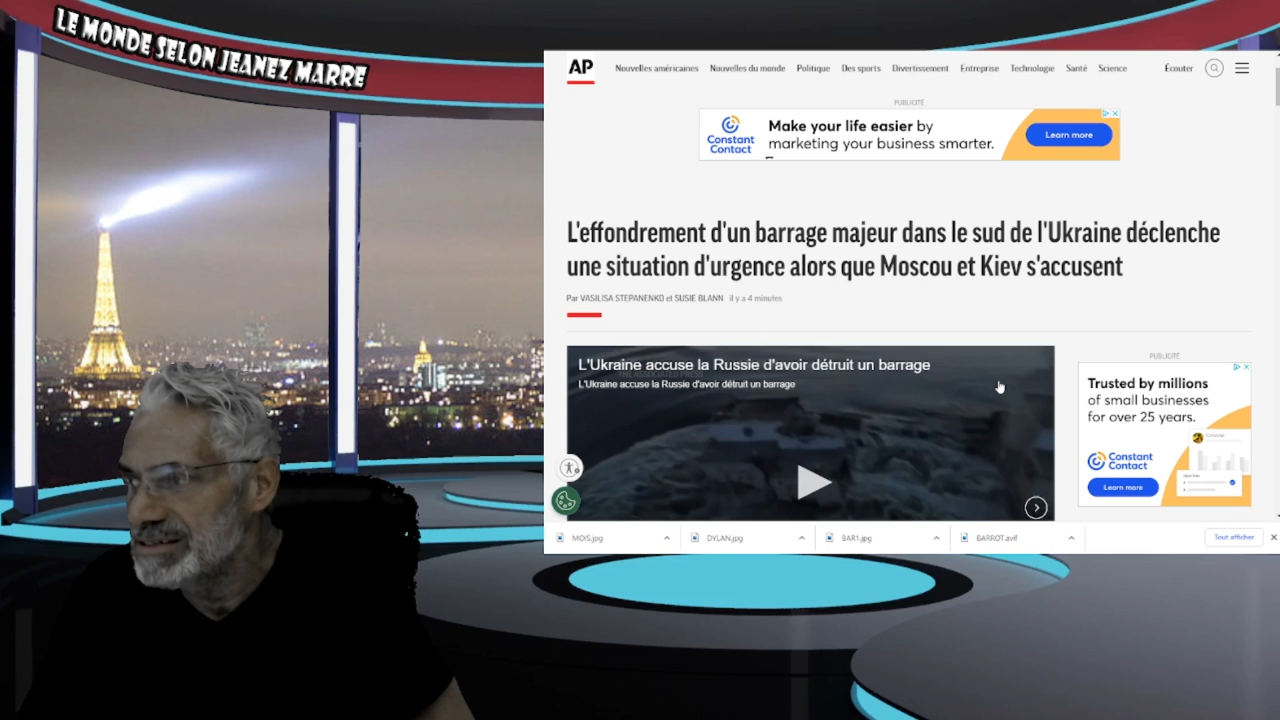 LE MONDE SELON JEANEZ MARRE
AP
Nouvelles américaines Nouvelles du monde Politique Des sports Divertissement Entreprise Technologie Santé Science Écouter
PUBLICITÉ
Constant Contact
Make your life easier by
marketing your business smarter.
Learn more
L'effondrement d'un barrage majeur dans le sud de l'Ukraine déclenche
une situation d'urgence alors que Moscou et Kiev s'accusent
Par VASILISA STEPANENKO et SUSIE BLANN il y a 4 minutes
L'Ukraine accuse la Russie d'avoir détruit un barrage
L'Ukraine accuse la Russie d'avoir détruit un barrage
PUBLICITÉ
Trusted by millions
of small businesses
for over 25 years.
Constant
Contact
Learn more
MOIS.jpg DYLAN.jpg BAR1.jpg BARROT.avif Tout afficher